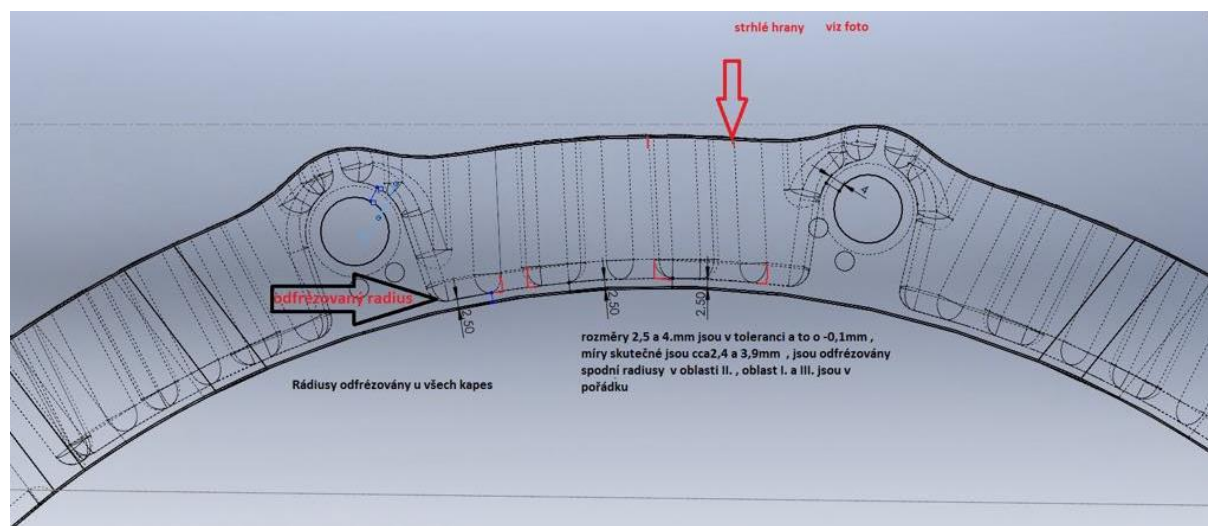 strhlé hrany viz foto
4
odfrézovaný radius
2,50
2,50
2,50
rozměry 2,5 a 4.mm jsou v toleranci a to o -0,1mm ,
míry skutečné jsou cca2,4 a 3,9mm , jsou odfrézovány
spodní radiusy v oblasti II. , oblast I. a III. jsou v
pořádku
Rádiusy odfrézovány u všech kapes